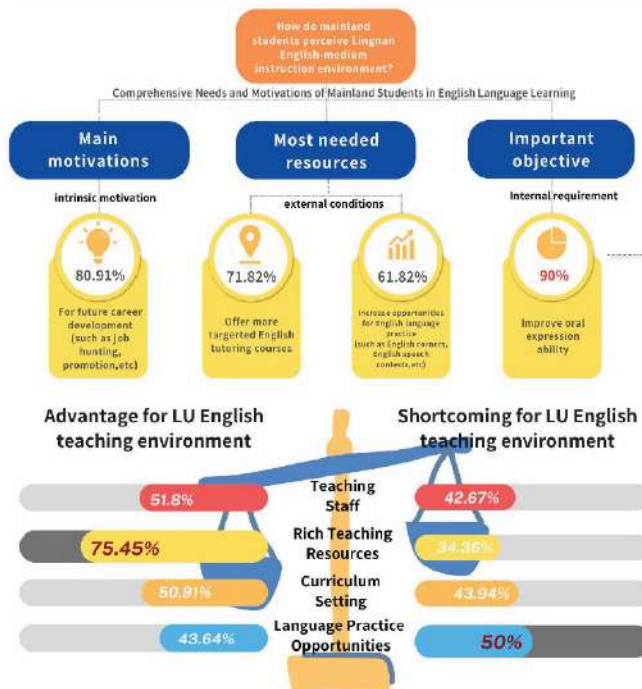 How do mainland
students perceive Lingnan
English-medium
instruction environment?
Comprehensive Needs and Motivations of Mainland Students in English Language Learning
Main
motivations
Most needed
resources
Important
objective
intrinsic motivation
external conditions
Internal requirement
80.91%
71.82%
61.82%
90%
For future career
development
(such as job
hunting,
promotion,etc)
Offer more
targeted English
tutoring courses
Increase opportunities
for English language
practice
(such as English corners,
English speech
contests,etc)
Improve oral
expression
ability
Advantage for LU English
teaching environment
Shortcoming for LU English
teaching environment
51.8%
Teaching
Staff
42.67%
75.45%
Rich Teaching
Resources
34.36%
50.91%
Curriculum
Setting
43.94%
43.64%
Language Practice
Opportunities
50%